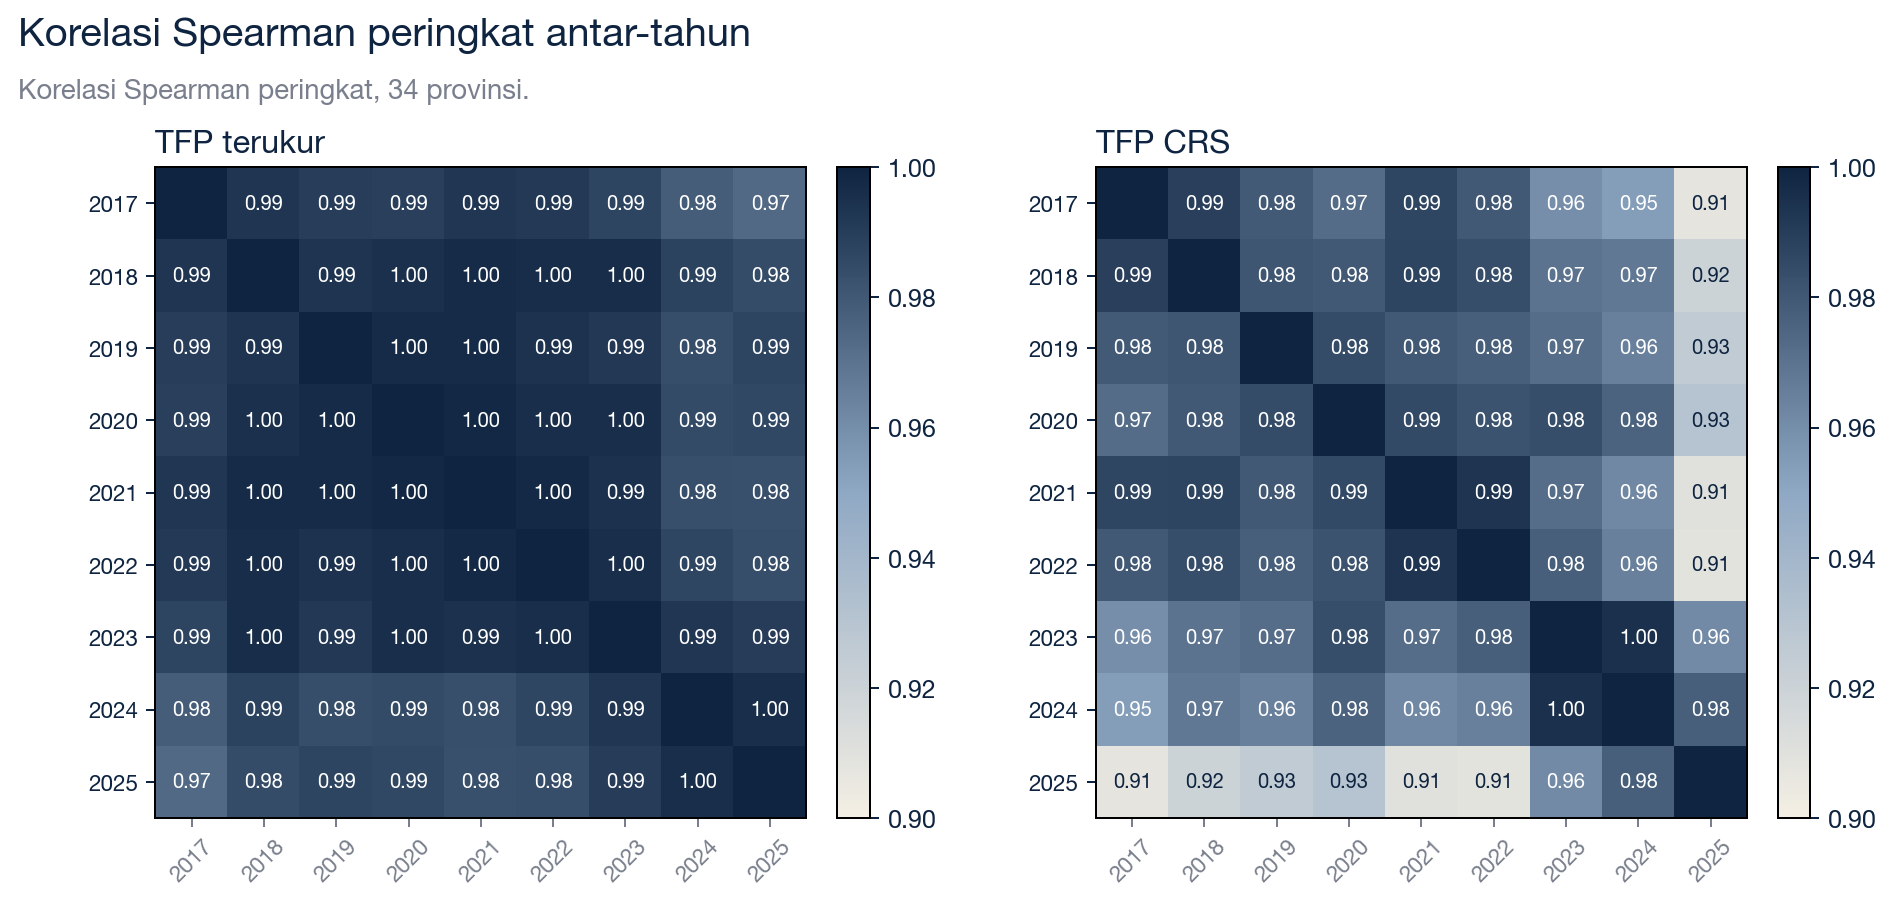 Korelasi Spearman peringkat antar-tahun
Korelasi Spearman peringkat, 34 provinsi.
TFP terukur
2017 0.99 0.99 0.99 0.99 0.99 0.99 0.98 0.97
2018 0.99 0.99 1.00 1.00 1.00 1.00 0.99 0.98
2019 0.99 0.99 1.00 1.00 0.99 0.99 0.98 0.99
2020 0.99 1.00 1.00 1.00 1.00 1.00 0.99 0.99
2021 0.99 1.00 1.00 1.00 1.00 0.99 0.98 0.98
2022 0.99 1.00 0.99 1.00 1.00 1.00 0.99 0.98
2023 0.99 1.00 0.99 1.00 0.99 1.00 0.99 0.99
2024 0.98 0.99 0.98 0.99 0.98 0.99 0.99 1.00
2025 0.97 0.98 0.99 0.99 0.98 0.98 0.99 1.00
2017 2018 2019 2020 2021 2022 2023 2024 2025
1.00
0.98
0.96
0.94
0.92
0.90
TFP CRS
2017 0.99 0.98 0.97 0.99 0.98 0.96 0.95 0.91
2018 0.99 0.98 0.98 0.99 0.98 0.97 0.97 0.92
2019 0.98 0.98 0.98 0.98 0.98 0.97 0.96 0.93
2020 0.97 0.98 0.98 0.99 0.98 0.98 0.98 0.93
2021 0.99 0.99 0.98 0.99 0.99 0.97 0.96 0.91
2022 0.98 0.98 0.98 0.98 0.99 0.98 0.96 0.91
2023 0.96 0.97 0.97 0.98 0.97 0.98 1.00 0.96
2024 0.95 0.97 0.96 0.98 0.96 0.96 1.00 0.98
2025 0.91 0.92 0.93 0.93 0.91 0.91 0.96 0.98
2017 2018 2019 2020 2021 2022 2023 2024 2025
1.00
0.98
0.96
0.94
0.92
0.90